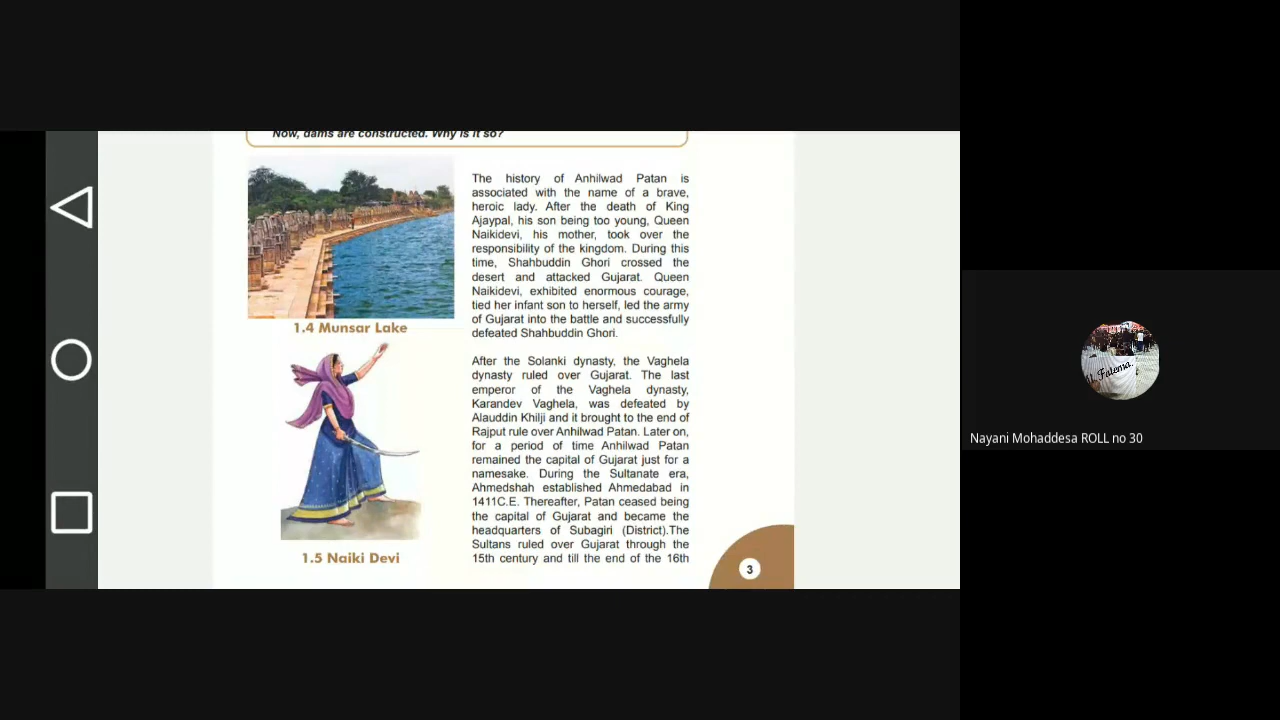 Now, dams are constructed. Why is it so?
The history of Anhilwad Patan is
associated with the name of a brave,
heroic lady. After the death of King
Ajaypal, his son being too young, Queen
Naikidevi, his mother, took over the
responsibility of the kingdom. During this
time, Shahbuddin Ghori crossed the
desert and attacked Gujarat. Queen
Naikidevi, exhibited enormous courage,
tied her infant son to herself, led the army
of Gujarat into the battle and successfully
defeated Shahbuddin Ghori.
1.4 Munsar Lake
After the Solanki dynasty, the Vaghela
dynasty ruled over Gujarat. The last
emperor of the Vaghela dynasty,
Karandev Vaghela, was defeated by
Alauddin Khilji and it brought to the end of
Rajput rule over Anhilwad Patan. Later on,
for a period of time Anhilwad Patan
remained the capital of Gujarat just for a
namesake. During the Sultanate era,
Ahmedshah established Ahmedabad in
1411C.E. Thereafter, Patan ceased being
the capital of Gujarat and became the
headquarters of Subagiri (District).The
Sultans ruled over Gujarat through the
15th century and till the end of the 16th
1.5 Naiki Devi
3
Fatema.
Nayani Mohaddesa ROLL no 30